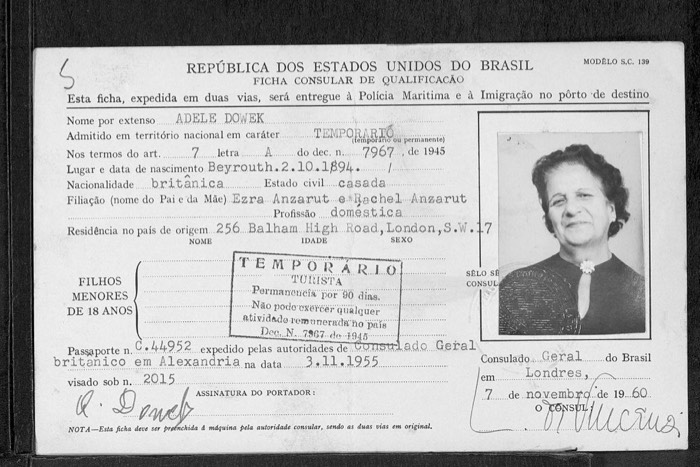 S
REPÚBLICA DOS ESTADOS UNIDOS DO BRASIL
MODÊLO S.C. 139
FICHA CONSULAR DE QUALIFICAÇÃO
Esta ficha, expedida em duas vias, será entregue à Polícia Marítima e à Imigração no pôrto de destino
Nome por extenso ADELE DOWEK
Admitido em território nacional em caráter TEMPORARIO
(temporário ou permanente)
Nos termos do art. 7 letra A do dec. n. 7967, de 1945
Lugar e data de nascimento Beyrouth.2.10.1894. /
Nacionalidade britânica Estado civil casada
Filiação (nome do Pai e da Mãe) Ezra Anzarut e Rachel Anzarut
Profissão domestica
Residência no país de origem 256 Balham High Road,London,S.W.17
NOME IDADE SEXO
FILHOS
MENORES
DE 18 ANOS
TEMPORÁRIO
TURISTA
Permanencia por 90 dias.
Não pode exercer qualquer
atividade remunerada no país
Dec. N. 7967 de 1945
SÊLO SÊ
CONSUL
Passaporte n. C.44952 expedido pelas autoridades de Consulado Geral
britânico em Alexandria na data 3.11.1955
visado sob n. 2015
ASSINATURA DO PORTADOR:
A. Dowek
Consulado Geral do Brasil
em Londres,
7 de novembro de 1960
O CONSUL:
NOTA—Esta ficha deve ser preenchida à máquina pela autoridade consular, sendo as duas vias em original.